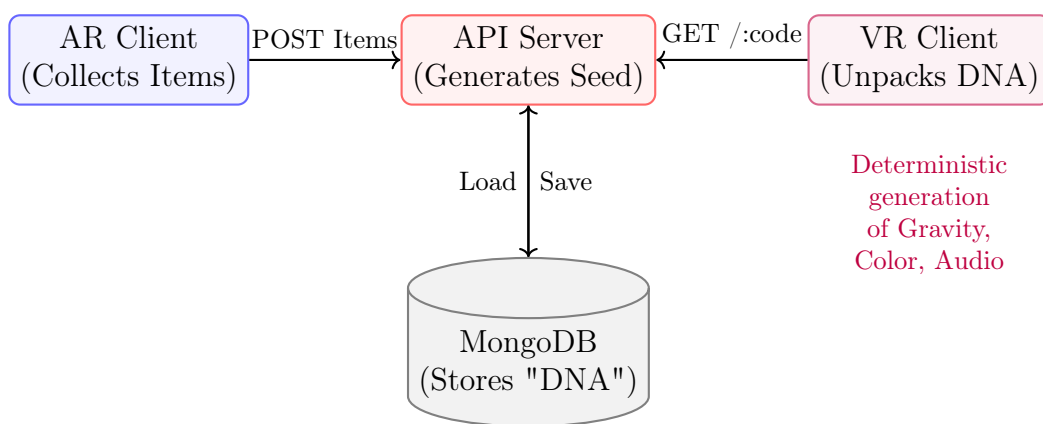 AR Client
(Collects Items)
POST Items
API Server
(Generates Seed)
GET /:code
VR Client
(Unpacks DNA)
Load
Save
Deterministic
generation
of Gravity,
Color, Audio
MongoDB
(Stores "DNA")